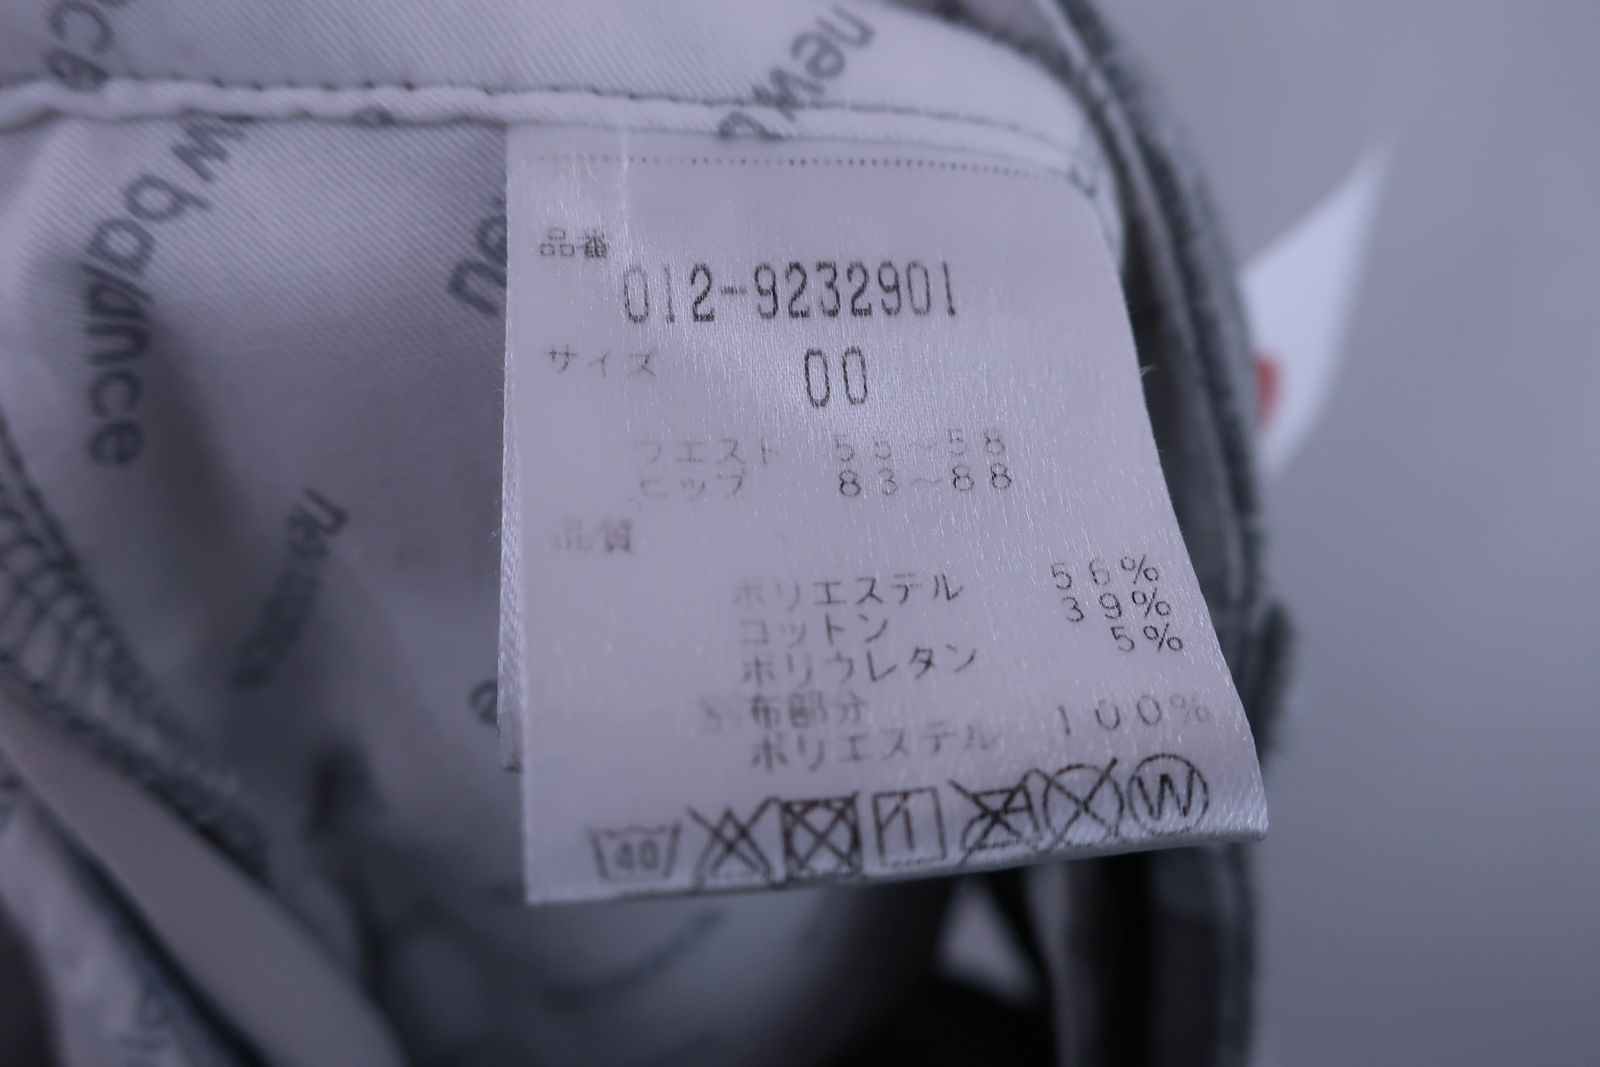 new balance
new b
品番
012-9232901
サイズ 00
ウエスト 55~58
ヒップ 83~88
品質
ポリエステル 56%
コットン 39%
ポリウレタン 5%
別布部分
ポリエステル 100%
40
W